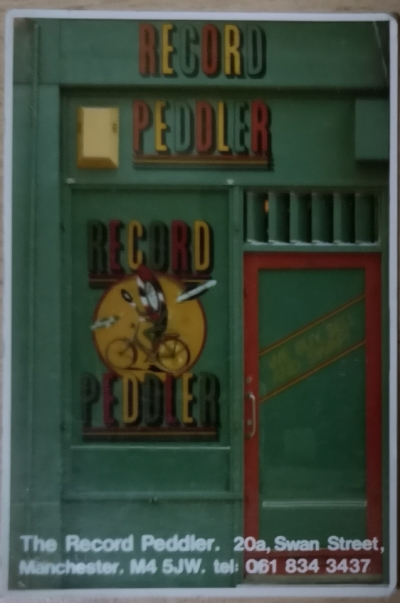 RECORD
PEDDLER
RECORD
PEDDLER
The Record Peddler. 20a, Swan Street,
Manchester. M4 5JW. tel: 061 834 3437